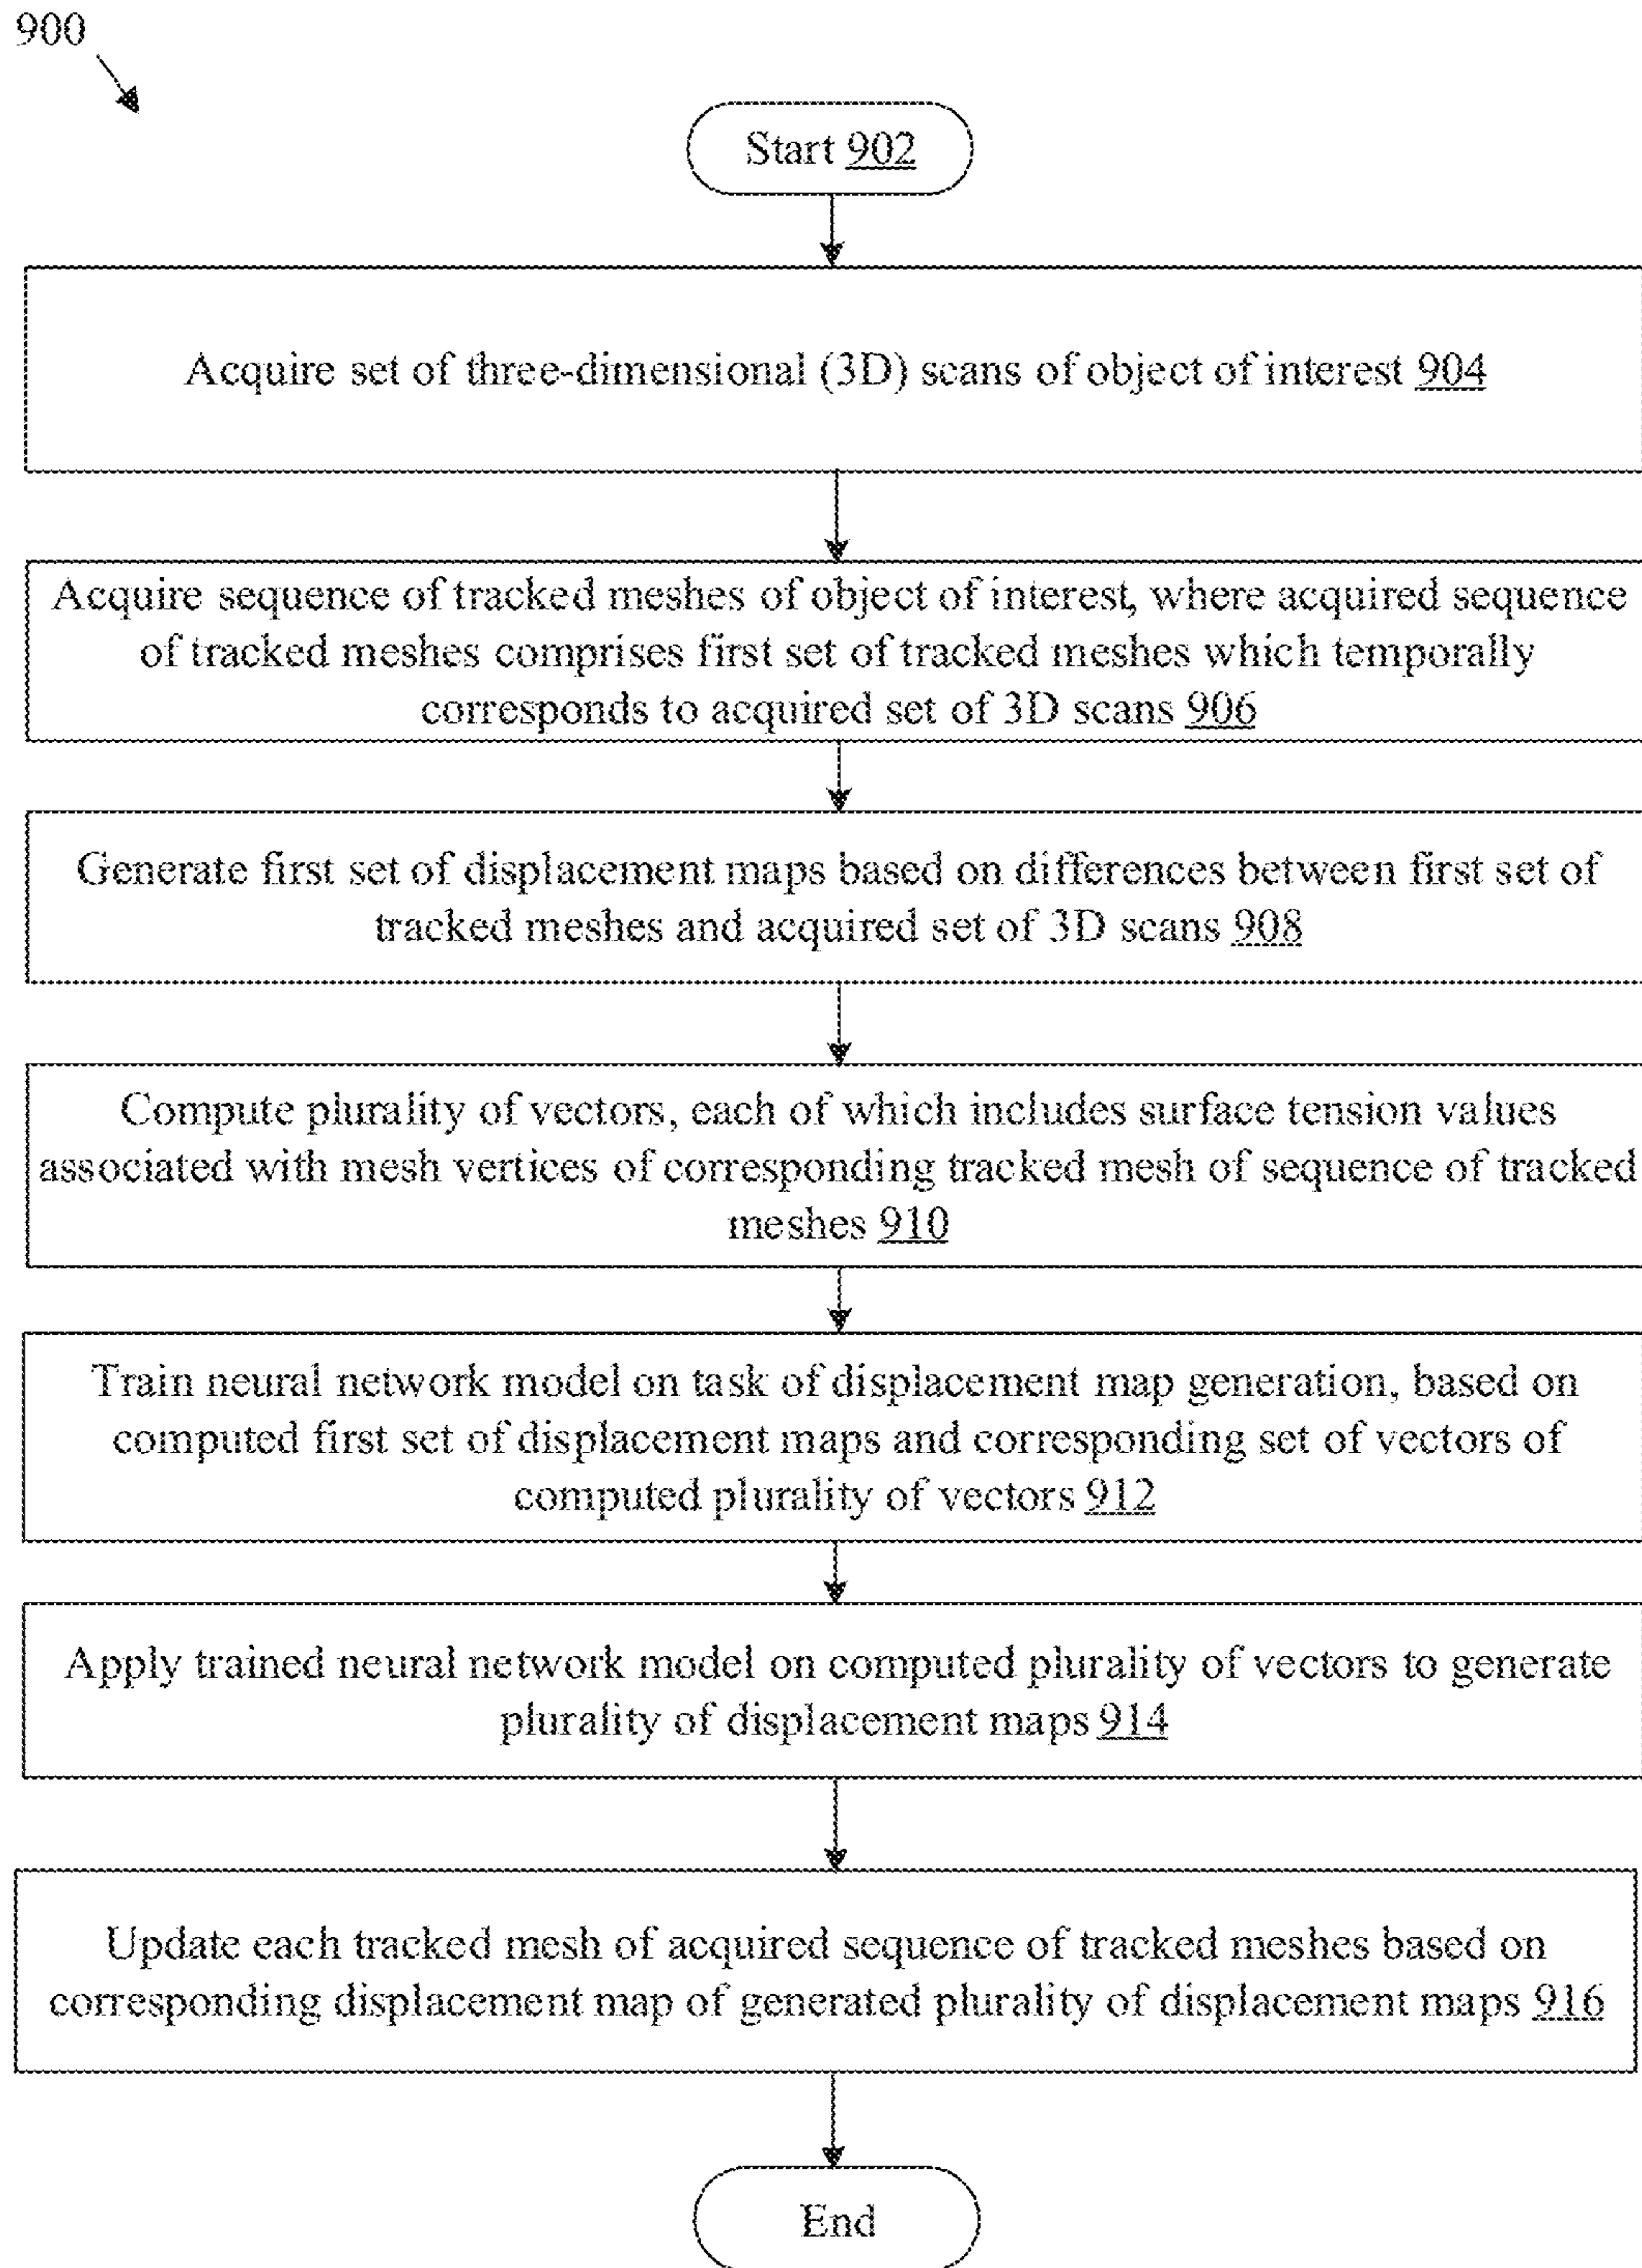 900
Start 902
Acquire set of three-dimensional (3D) scans of object of interest 904
Acquire sequence of tracked meshes of object of interest, where acquired sequence
of tracked meshes comprises first set of tracked meshes which temporally
corresponds to acquired set of 3D scans 906
Generate first set of displacement maps based on differences between first set of
tracked meshes and acquired set of 3D scans 908
Compute plurality of vectors, each of which includes surface tension values
associated with mesh vertices of corresponding tracked mesh of sequence of tracked
meshes 910
Train neural network model on task of displacement map generation, based on
computed first set of displacement maps and corresponding set of vectors of
computed plurality of vectors 912
Apply trained neural network model on computed plurality of vectors to generate
plurality of displacement maps 914
Update each tracked mesh of acquired sequence of tracked meshes based on
corresponding displacement map of generated plurality of displacement maps 916
End